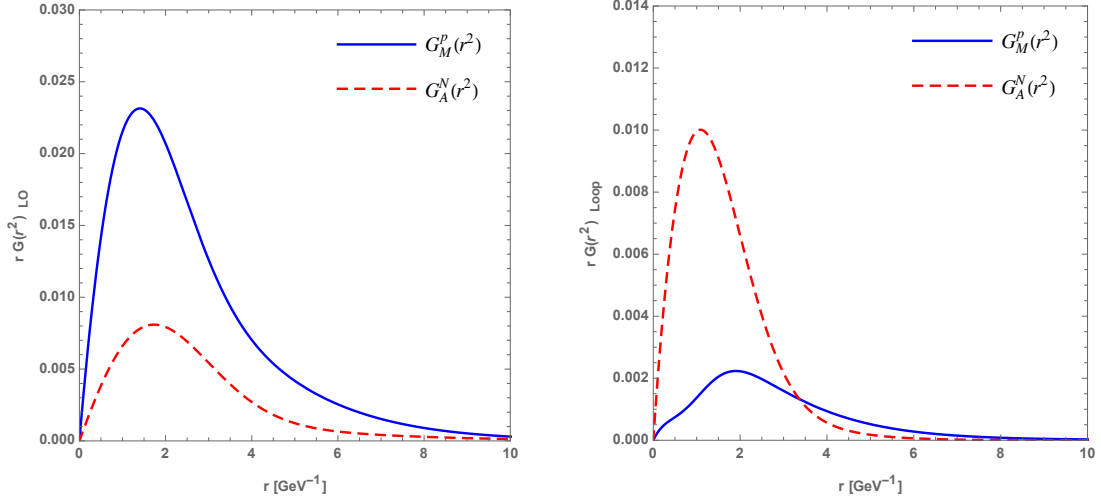 0.030
0.025
0.020
0.015
0.010
0.005
0.000
r G(r²) LO
0 2 4 6 8 10
r [GeV⁻¹]
G_M^p(r²)
G_A^N(r²)
0.014
0.012
0.010
0.008
0.006
0.004
0.002
0.000
r G(r²) Loop
0 2 4 6 8 10
r [GeV⁻¹]
G_M^p(r²)
G_A^N(r²)